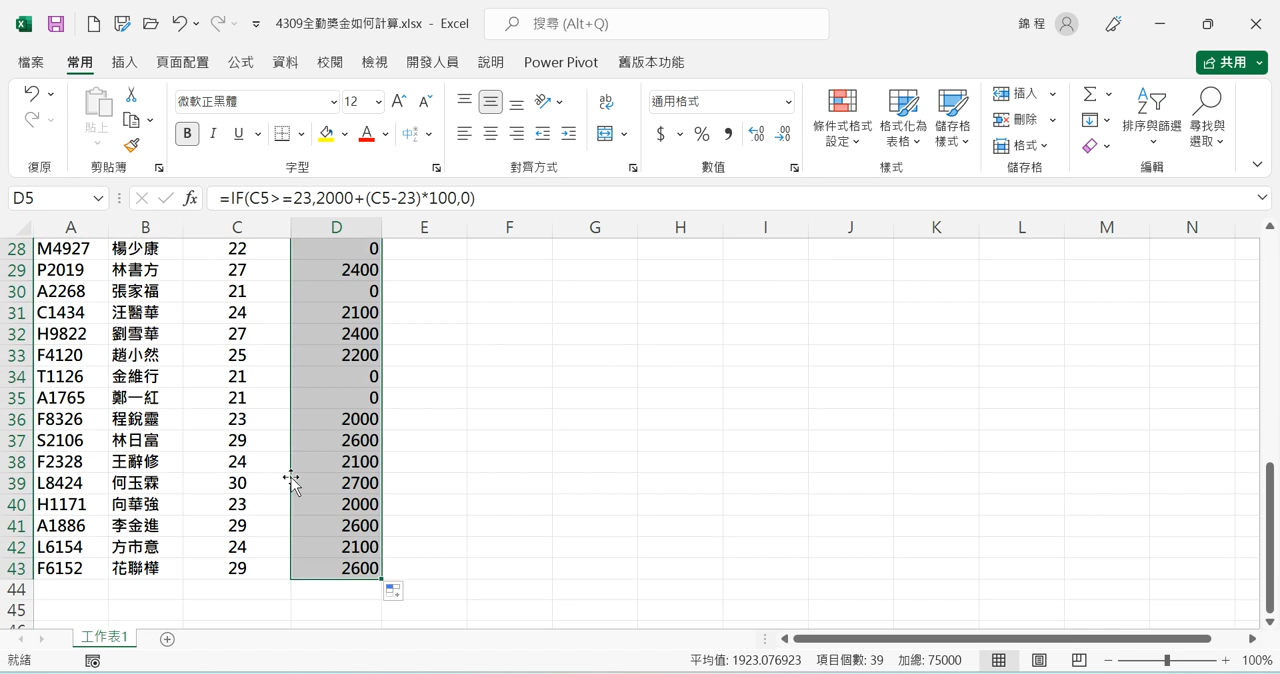 4309全勤獎金如何計算.xlsx - Excel
搜尋 (Alt+Q)
錦 程
檔案 常用 插入 頁面配置 公式 資料 校閱 檢視 開發人員 說明 Power Pivot 舊版本功能
共用
微軟正黑體 12
通用格式
貼上
條件式格式設定
格式化為表格
儲存格樣式
插入
刪除
格式
排序與篩選
尋找與選取
復原 剪貼簿 字型 對齊方式 數值 樣式 儲存格 編輯
D5 fx =IF(C5>=23,2000+(C5-23)*100,0)
A B C D E F G H I J K L M N
28 M4927 楊少康 22 0
29 P2019 林書方 27 2400
30 A2268 張家福 21 0
31 C1434 汪醫華 24 2100
32 H9822 劉雪華 27 2400
33 F4120 趙小然 25 2200
34 T1126 金維行 21 0
35 A1765 鄭一紅 21 0
36 F8326 程銳靈 23 2000
37 S2106 林日富 29 2600
38 F2328 王辭修 24 2100
39 L8424 何玉霖 30 2700
40 H1171 向華強 23 2000
41 A1886 李金進 29 2600
42 L6154 方市意 24 2100
43 F6152 花聯樺 29 2600
44
45
46
工作表1
就緒 平均值: 1923.076923 項目個數: 39 加總: 75000 100%